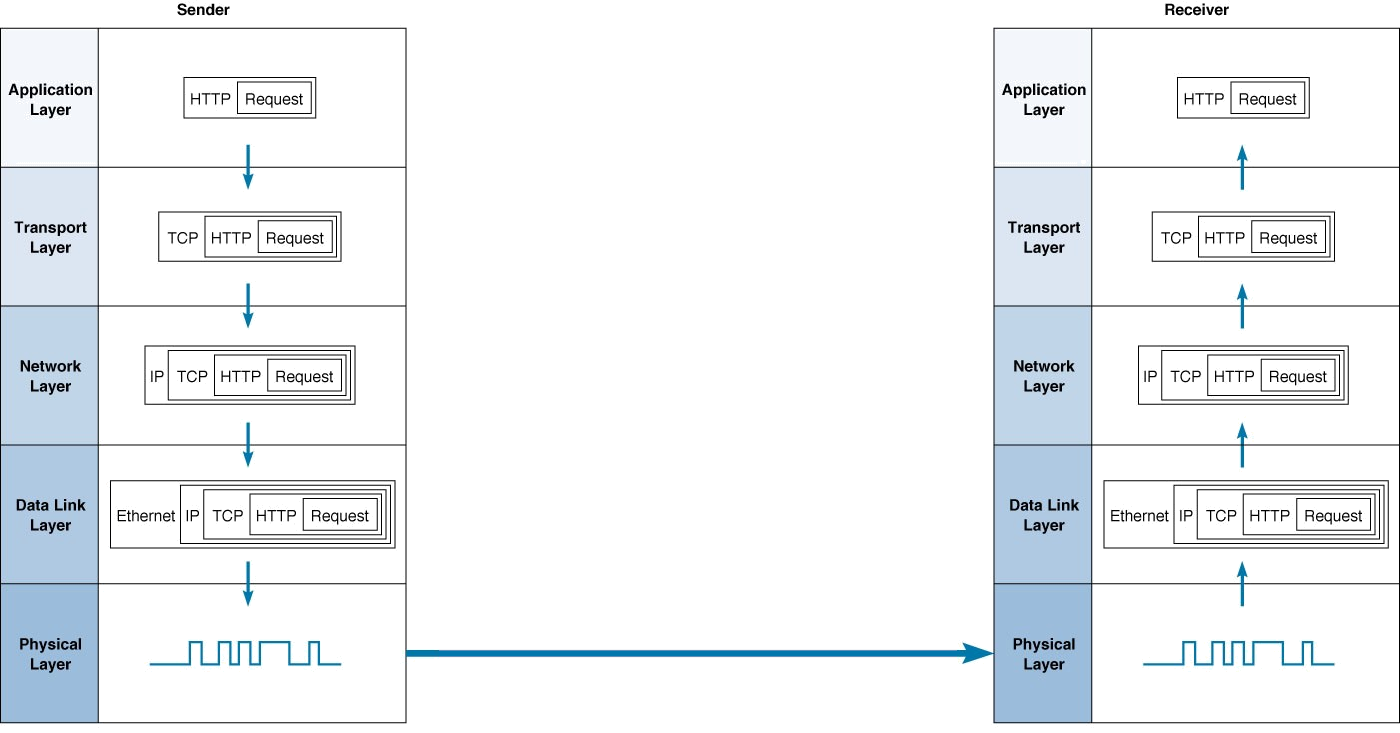 Sender
Application
Layer
HTTP Request
Transport
Layer
TCP HTTP Request
Network
Layer
IP TCP HTTP Request
Data Link
Layer
Ethernet IP TCP HTTP Request
Physical
Layer
Receiver
Application
Layer
HTTP Request
Transport
Layer
TCP HTTP Request
Network
Layer
IP TCP HTTP Request
Data Link
Layer
Ethernet IP TCP HTTP Request
Physical
Layer